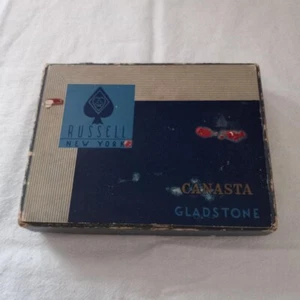 RUSSELL
NEW YORK
CANASTA
GLADSTONE